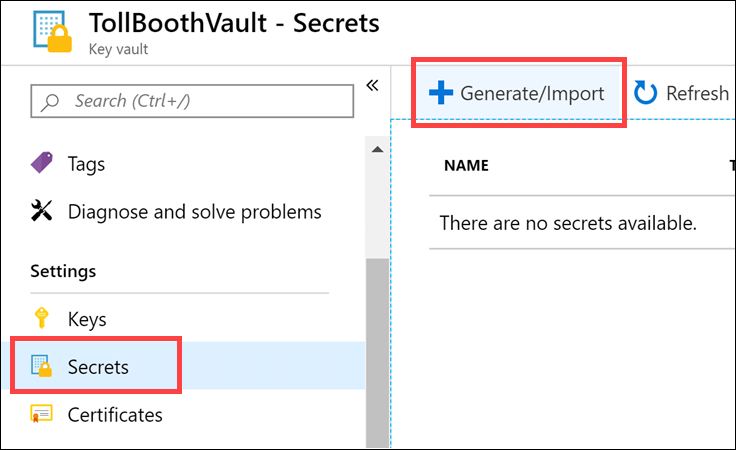 TollBoothVault - Secrets
Key vault
Search (Ctrl+/)
«
Tags
Diagnose and solve problems
Settings
Keys
Secrets
Certificates
Generate/Import
Refresh
NAME
There are no secrets available.